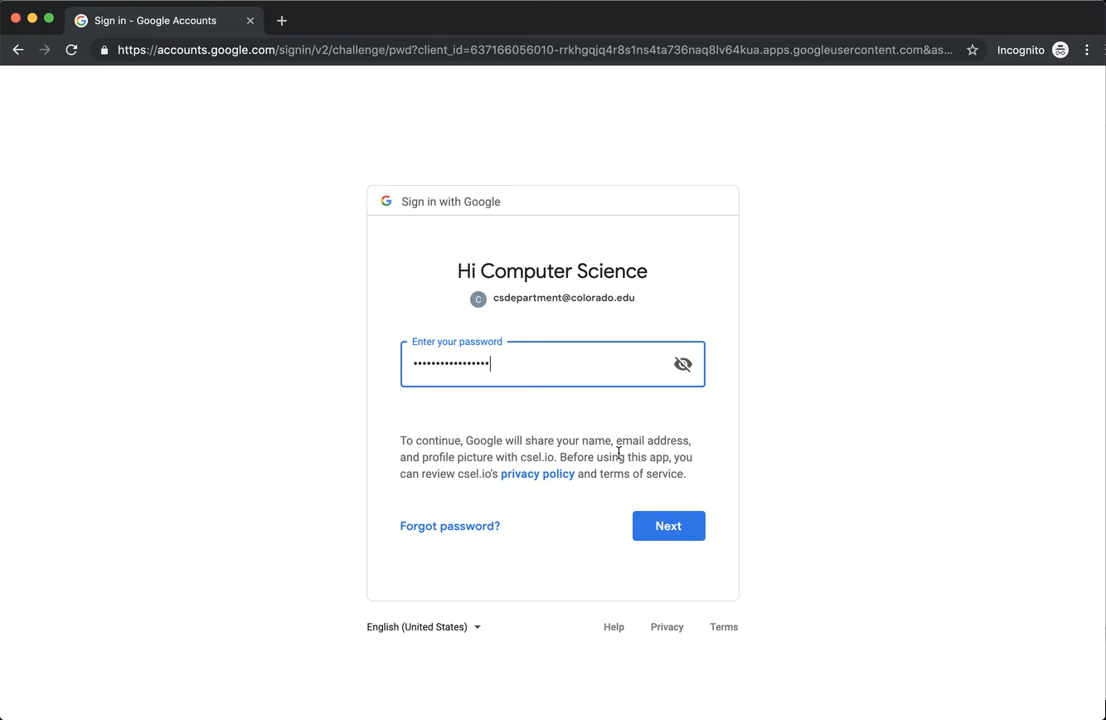 Sign in - Google Accounts
https://accounts.google.com/signin/v2/challenge/pwd?client_id=637166056010-rrkhgqjq4r8s1ns4ta736naq8lv64kua.apps.googleusercontent.com&as...
Incognito
Sign in with Google
Hi Computer Science
C csdepartment@colorado.edu
Enter your password
•••••••••••••••••
To continue, Google will share your name, email address,
and profile picture with csel.io. Before using this app, you
can review csel.io's privacy policy and terms of service.
Forgot password?
Next
English (United States)
Help
Privacy
Terms